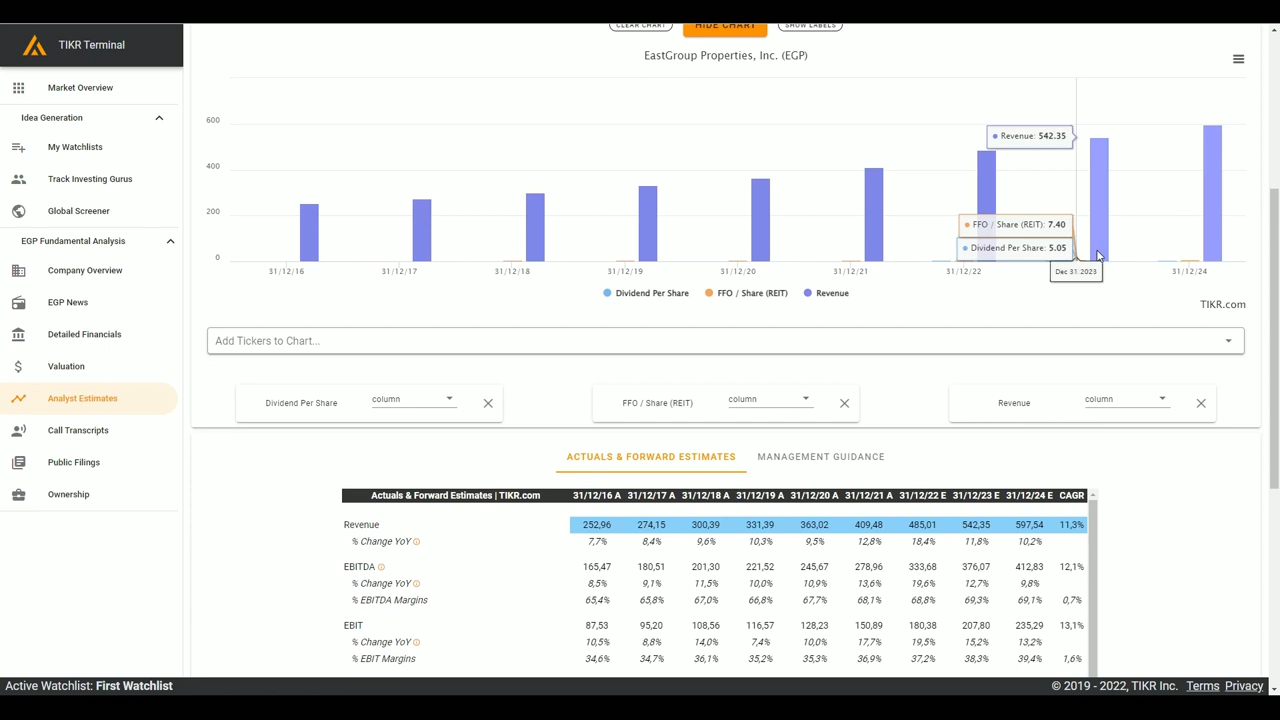 CLEAR CHART
HIDE CHART
SHOW LABELS
TIKR Terminal
Market Overview
Idea Generation
My Watchlists
Track Investing Gurus
Global Screener
EGP Fundamental Analysis
Company Overview
EGP News
Detailed Financials
Valuation
Analyst Estimates
Call Transcripts
Public Filings
Ownership
EastGroup Properties, Inc. (EGP)
600
400
200
0
Revenue: 542.35
FFO / Share (REIT): 7.40
Dividend Per Share: 5.05
31/12/16 31/12/17 31/12/18 31/12/19 31/12/20 31/12/21 31/12/22 Dec 31.2023 31/12/24
Dividend Per Share FFO / Share (REIT) Revenue
TIKR.com
Add Tickers to Chart...
Dividend Per Share column FFO / Share (REIT) column Revenue column
ACTUALS & FORWARD ESTIMATES MANAGEMENT GUIDANCE
Actuals & Forward Estimates | TIKR.com 31/12/16 A 31/12/17 A 31/12/18 A 31/12/19 A 31/12/20 A 31/12/21 A 31/12/22 E 31/12/23 E 31/12/24 E CAGR
Revenue 252,96 274,15 300,39 331,39 363,02 409,48 485,01 542,35 597,54 11,3%
% Change YoY 7,7% 8,4% 9,6% 10,3% 9,5% 12,8% 18,4% 11,8% 10,2%
EBITDA 165,47 180,51 201,30 221,52 245,67 278,96 333,68 376,07 412,83 12,1%
% Change YoY 8,5% 9,1% 11,5% 10,0% 10,9% 13,6% 19,6% 12,7% 9,8%
% EBITDA Margins 65,4% 65,8% 67,0% 66,8% 67,7% 68,1% 68,8% 69,3% 69,1% 0,7%
EBIT 87,53 95,20 108,56 116,57 128,23 150,89 180,38 207,80 235,29 13,1%
% Change YoY 10,5% 8,8% 14,0% 7,4% 10,0% 17,7% 19,5% 15,2% 13,2%
% EBIT Margins 34,6% 34,7% 36,1% 35,2% 35,3% 36,9% 37,2% 38,3% 39,4% 1,6%
Active Watchlist: First Watchlist
© 2019 - 2022, TIKR Inc. Terms Privacy